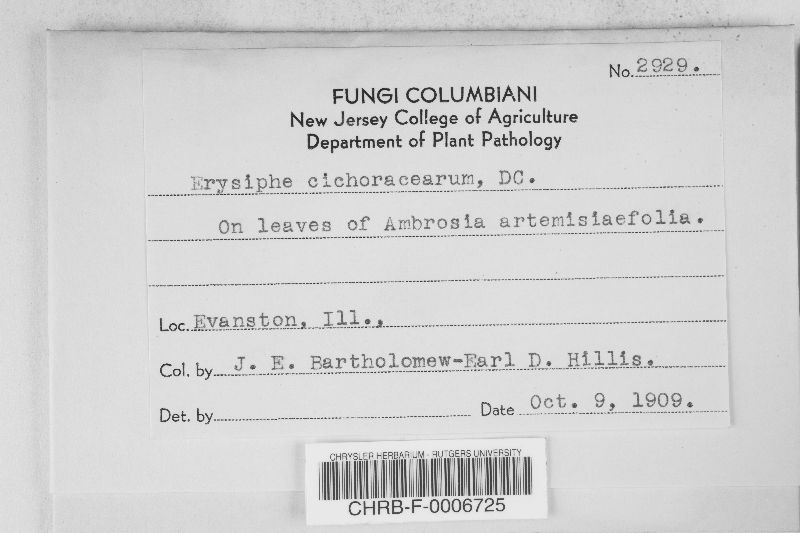 No. 2929.
FUNGI COLUMBIANI
New Jersey College of Agriculture
Department of Plant Pathology
Erysiphe cichoracearum, DC.
On leaves of Ambrosia artemisiaefolia.
Loc. Evanston, Ill.,
Col. by J. E. Bartholomew-Earl D. Hillis.
Det. by Date Oct. 9, 1909.
CHRYSLER HERBARIUM - RUTGERS UNIVERSITY
CHRB-F-0006725